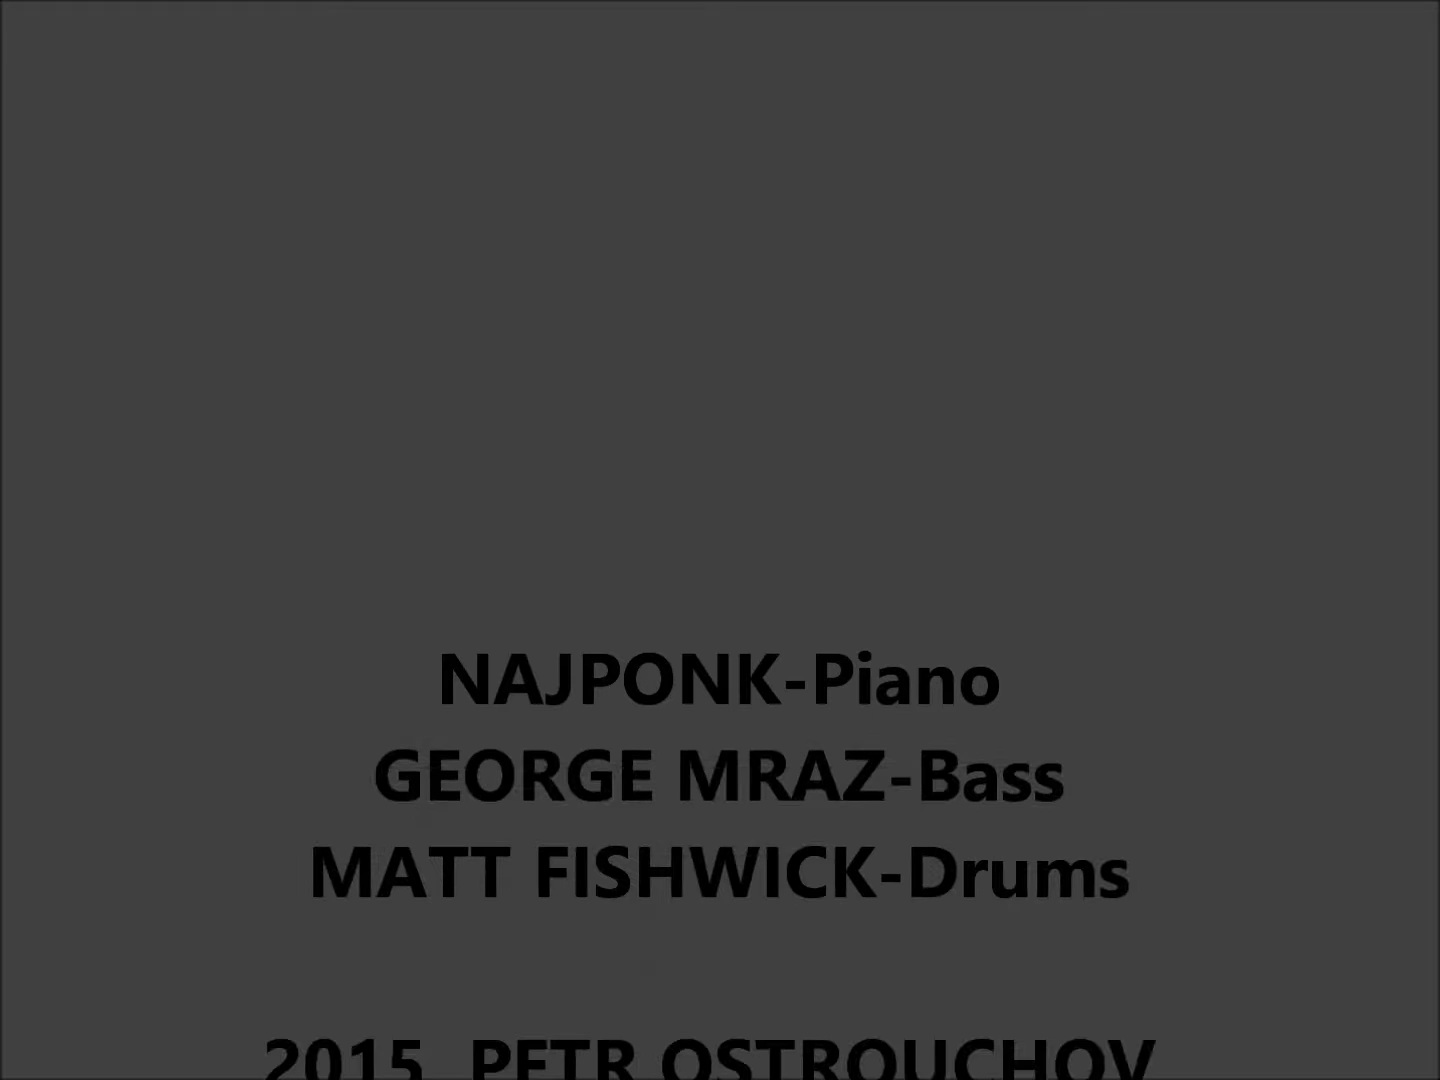 NAJPONK-Piano
GEORGE MRAZ-Bass
MATT FISHWICK-Drums
2015 PETR OSTROUCHOV